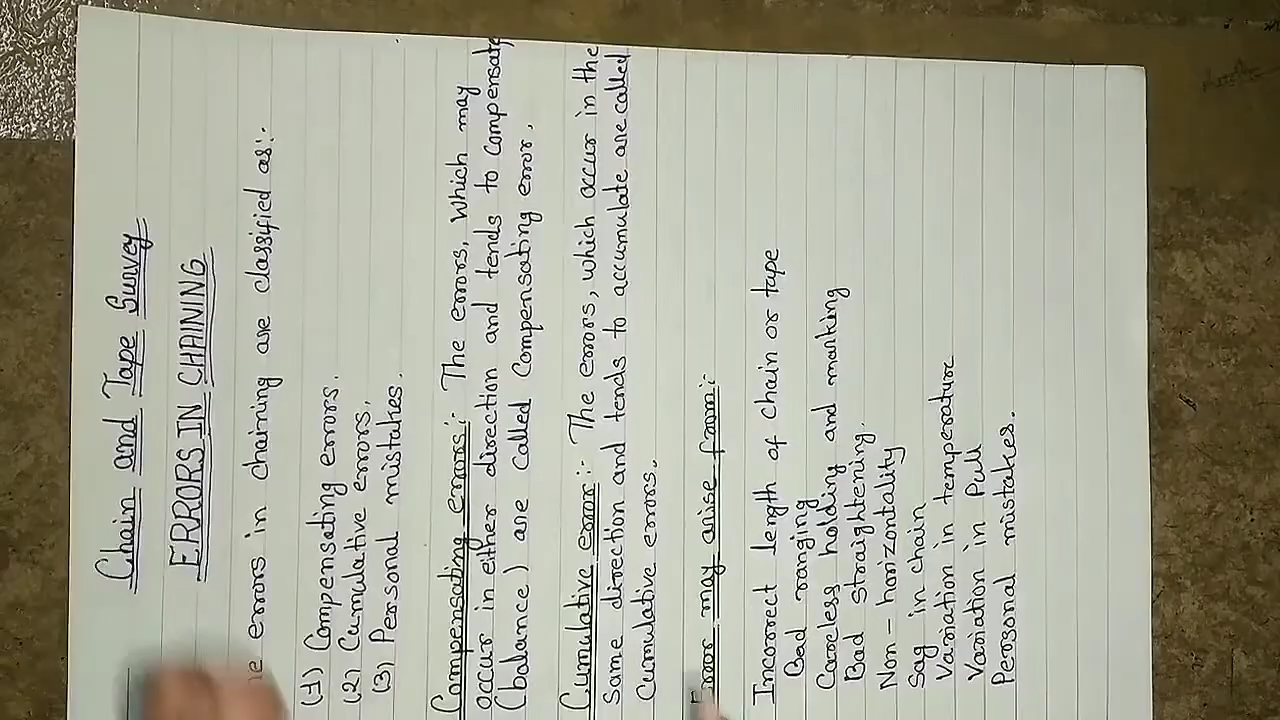 Chain and Tape Survey
ERRORS IN CHAINING
errors in chaining are classified as:-
(1) Compensating errors.
(2) Cumulative errors.
(3) Personal mistakes.
Compensating errors:- The errors, which may
occur in either direction and tends to compensate
(balance) are called Compensating error.
Cumulative error:- The errors, which occur in the
same direction and tends to accumulate are called
Cumulative errors.
Error may arise from:-
Incorrect length of chain or tape
Bad ranging
Careless holding and marking
Bad straightening.
Non-horizontality
Sag in chain
Variation in temperature
Variation in Pull
Personal mistakes.